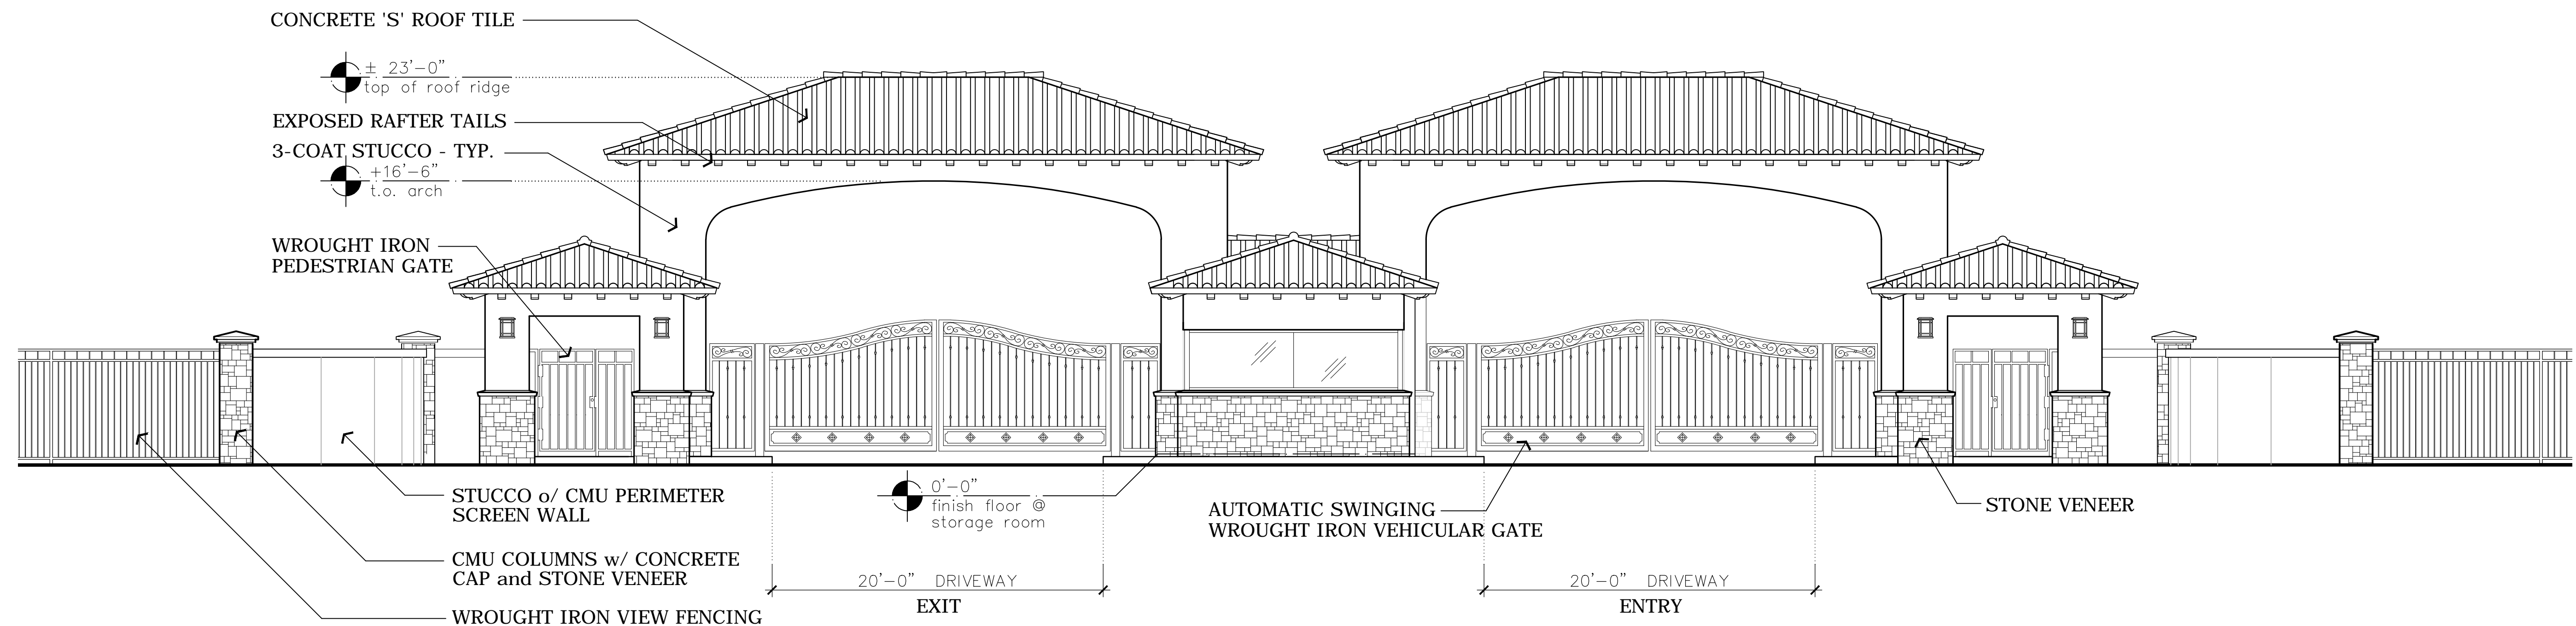 CONCRETE 'S' ROOF TILE
± 23'-0"
top of roof ridge
EXPOSED RAFTER TAILS
3-COAT STUCCO - TYP.
+16'-6"
t.o. arch
WROUGHT IRON
PEDESTRIAN GATE
STUCCO o/ CMU PERIMETER
SCREEN WALL
CMU COLUMNS w/ CONCRETE
CAP and STONE VENEER
WROUGHT IRON VIEW FENCING
0'-0"
finish floor @
storage room
20'-0" DRIVEWAY
EXIT
AUTOMATIC SWINGING
WROUGHT IRON VEHICULAR GATE
20'-0" DRIVEWAY
ENTRY
STONE VENEER